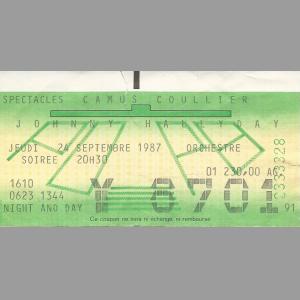 SPECTACLES CAMUS COULLIER
JOHNNY HALLYDAY
JEUDI 24 SEPTEMBRE 1987 ORCHESTRE
SOIREE 20H30
01 230,00 AG
1610
0623 1344
Y 8701
NIGHT AND DAY
Ce coupon ne sera ni échangé, ni remboursé
91